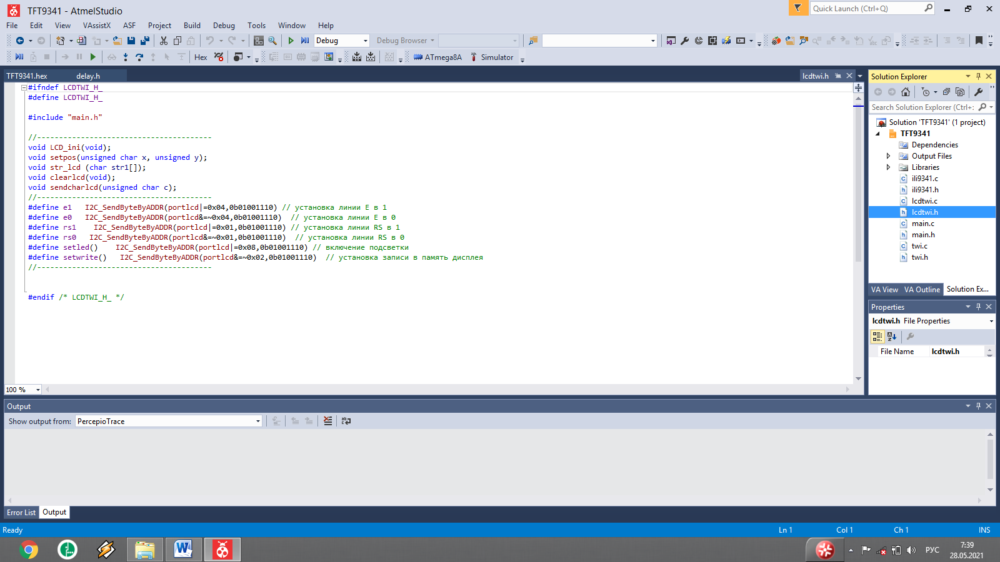 TFT9341 - AtmelStudio
Quick Launch (Ctrl+Q)
File Edit View VAssistX ASF Project Build Debug Tools Window Help
Debug Debug Browser
Hex ATmega8A Simulator
TFT9341.hex delay.h lcdtwi.h
#ifndef LCDTWI_H_
#define LCDTWI_H_
#include "main.h"
//----------------------------------------
void LCD_ini(void);
void setpos(unsigned char x, unsigned y);
void str_lcd (char str1[]);
void clearlcd(void);
void sendcharlcd(unsigned char c);
//----------------------------------------
#define e1   I2C_SendByteByADDR(portlcd|=0x04,0b01001110) // установка линии E в 1
#define e0   I2C_SendByteByADDR(portlcd&=~0x04,0b01001110)  // установка линии E в 0
#define rs1    I2C_SendByteByADDR(portlcd|=0x01,0b01001110) // установка линии RS в 1
#define rs0   I2C_SendByteByADDR(portlcd&=~0x01,0b01001110)  // установка линии RS в 0
#define setled()    I2C_SendByteByADDR(portlcd|=0x08,0b01001110) // включение подсветки
#define setwrite()   I2C_SendByteByADDR(portlcd&=~0x02,0b01001110)  // установка записи в память дисплея
//----------------------------------------
#endif /* LCDTWI_H_ */
100 %
Solution Explorer
Search Solution Explorer (Ctrl+:
Solution 'TFT9341' (1 project)
TFT9341
Dependencies
Output Files
Libraries
ili9341.c
ili9341.h
lcdtwi.c
lcdtwi.h
main.c
main.h
twi.c
twi.h
VA View VA Outline Solution Ex...
Properties
lcdtwi.h File Properties
File Name lcdtwi.h
Output
Show output from: PercepioTrace
Error List Output
Ready Ln 1 Col 1 Ch 1 INS
РУС
7:39
28.05.2021